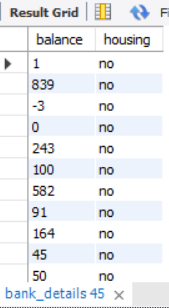 Result Grid Fi
balance housing
1 no
839 no
-3 no
0 no
243 no
100 no
582 no
91 no
164 no
45 no
50 no
bank_details 45 ×